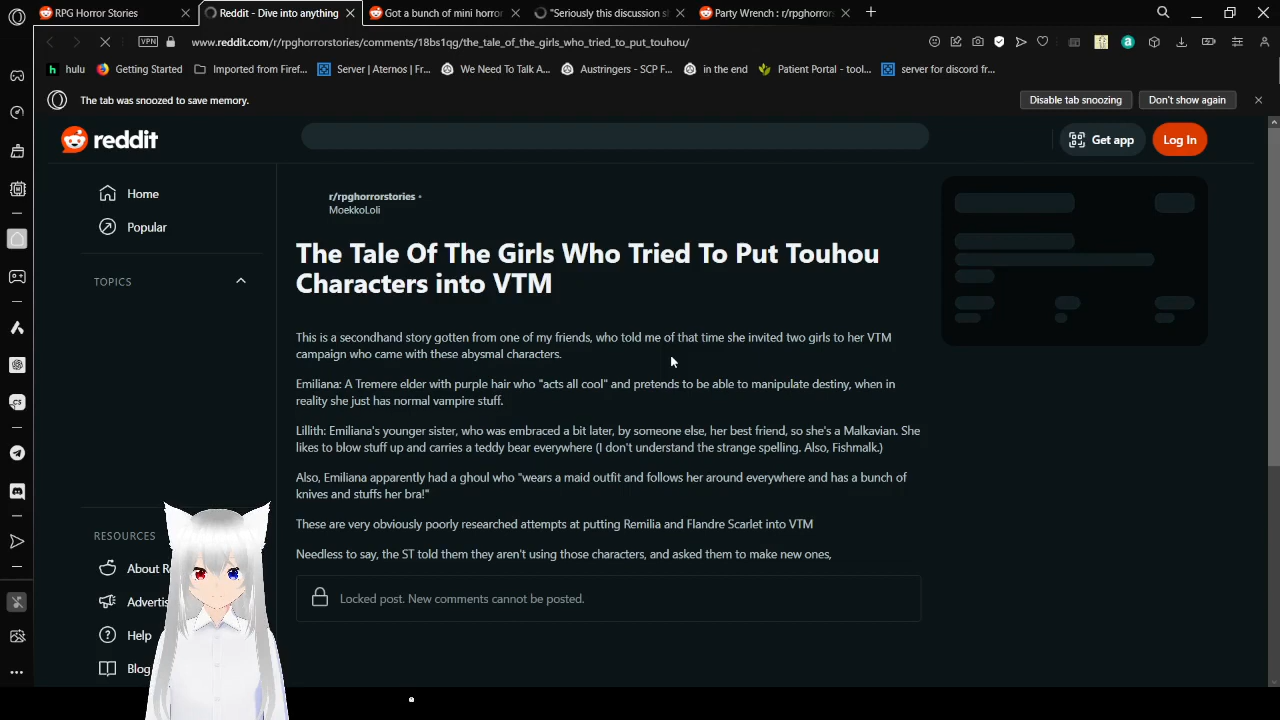 RPG Horror Stories
Reddit - Dive into anything
Got a bunch of mini horror
"Seriously this discussion s
Party Wrench : r/rpghorror
VPN
www.reddit.com/r/rpghorrorstories/comments/18bs1qg/the_tale_of_the_girls_who_tried_to_put_touhou/
hulu
Getting Started
Imported from Firef...
Server | Aternos | Fr...
We Need To Talk A...
Austringers - SCP F...
in the end
Patient Portal - tool...
server for discord fr...
The tab was snoozed to save memory.
Disable tab snoozing
Don't show again
reddit
Get app
Log In
Home
Popular
TOPICS
RESOURCES
About Re
Advertis
Help
Blog
r/rpghorrorstories •
MoekkoLoli
The Tale Of The Girls Who Tried To Put Touhou
Characters into VTM
This is a secondhand story gotten from one of my friends, who told me of that time she invited two girls to her VTM
campaign who came with these abysmal characters.
Emiliana: A Tremere elder with purple hair who "acts all cool" and pretends to be able to manipulate destiny, when in
reality she just has normal vampire stuff.
Lillith: Emiliana's younger sister, who was embraced a bit later, by someone else, her best friend, so she's a Malkavian. She
likes to blow stuff up and carries a teddy bear everywhere (I don't understand the strange spelling. Also, Fishmalk.)
Also, Emiliana apparently had a ghoul who "wears a maid outfit and follows her around everywhere and has a bunch of
knives and stuffs her bra!"
These are very obviously poorly researched attempts at putting Remilia and Flandre Scarlet into VTM
Needless to say, the ST told them they aren't using those characters, and asked them to make new ones,
Locked post. New comments cannot be posted.